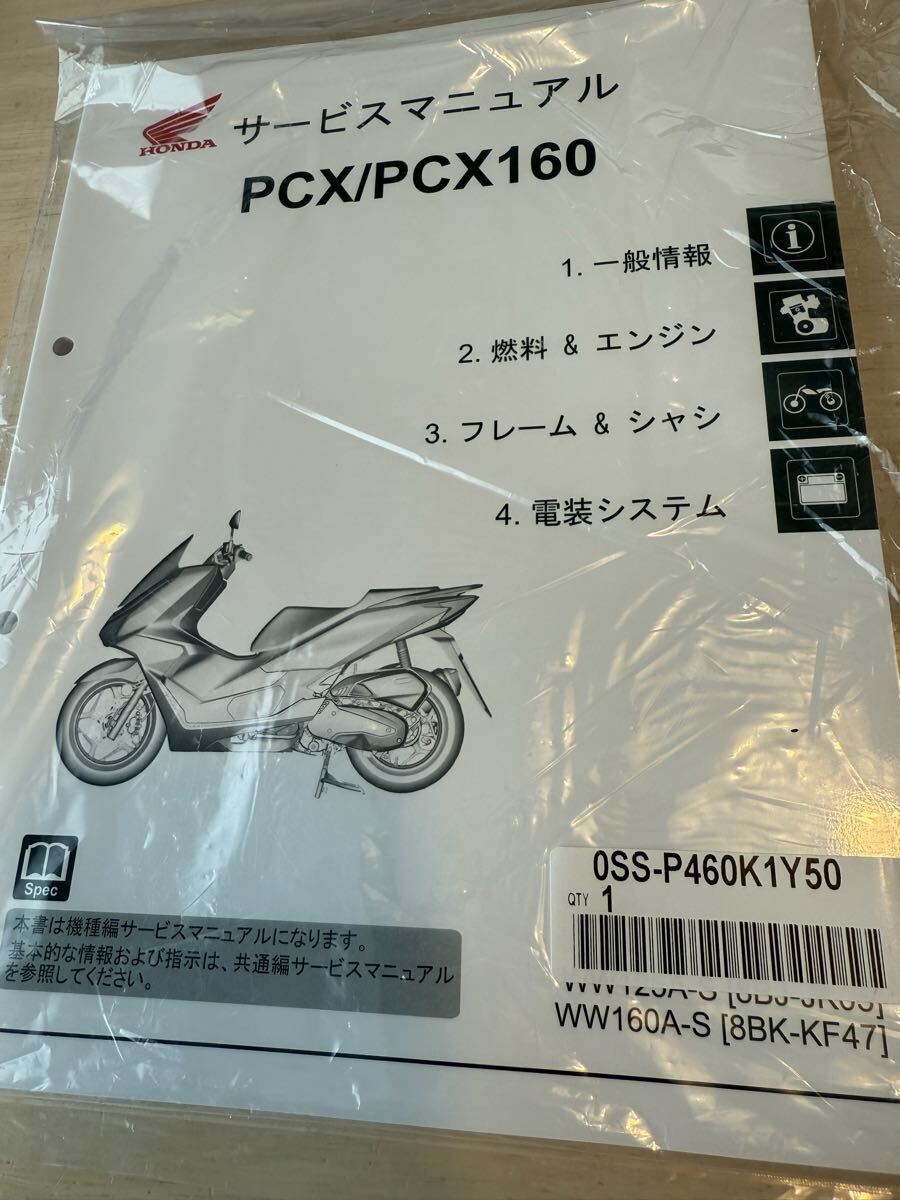 HONDA
サービスマニュアル
PCX/PCX160
1. 一般情報
2. 燃料 & エンジン
3. フレーム & シャシ
4. 電装システム
Spec
本書は機種編サービスマニュアルになります。
基本的な情報および指示は、共通編サービスマニュアル
を参照してください。
0SS-P460K1Y50
QTY 1
WW160A-S [8BK-KF47]